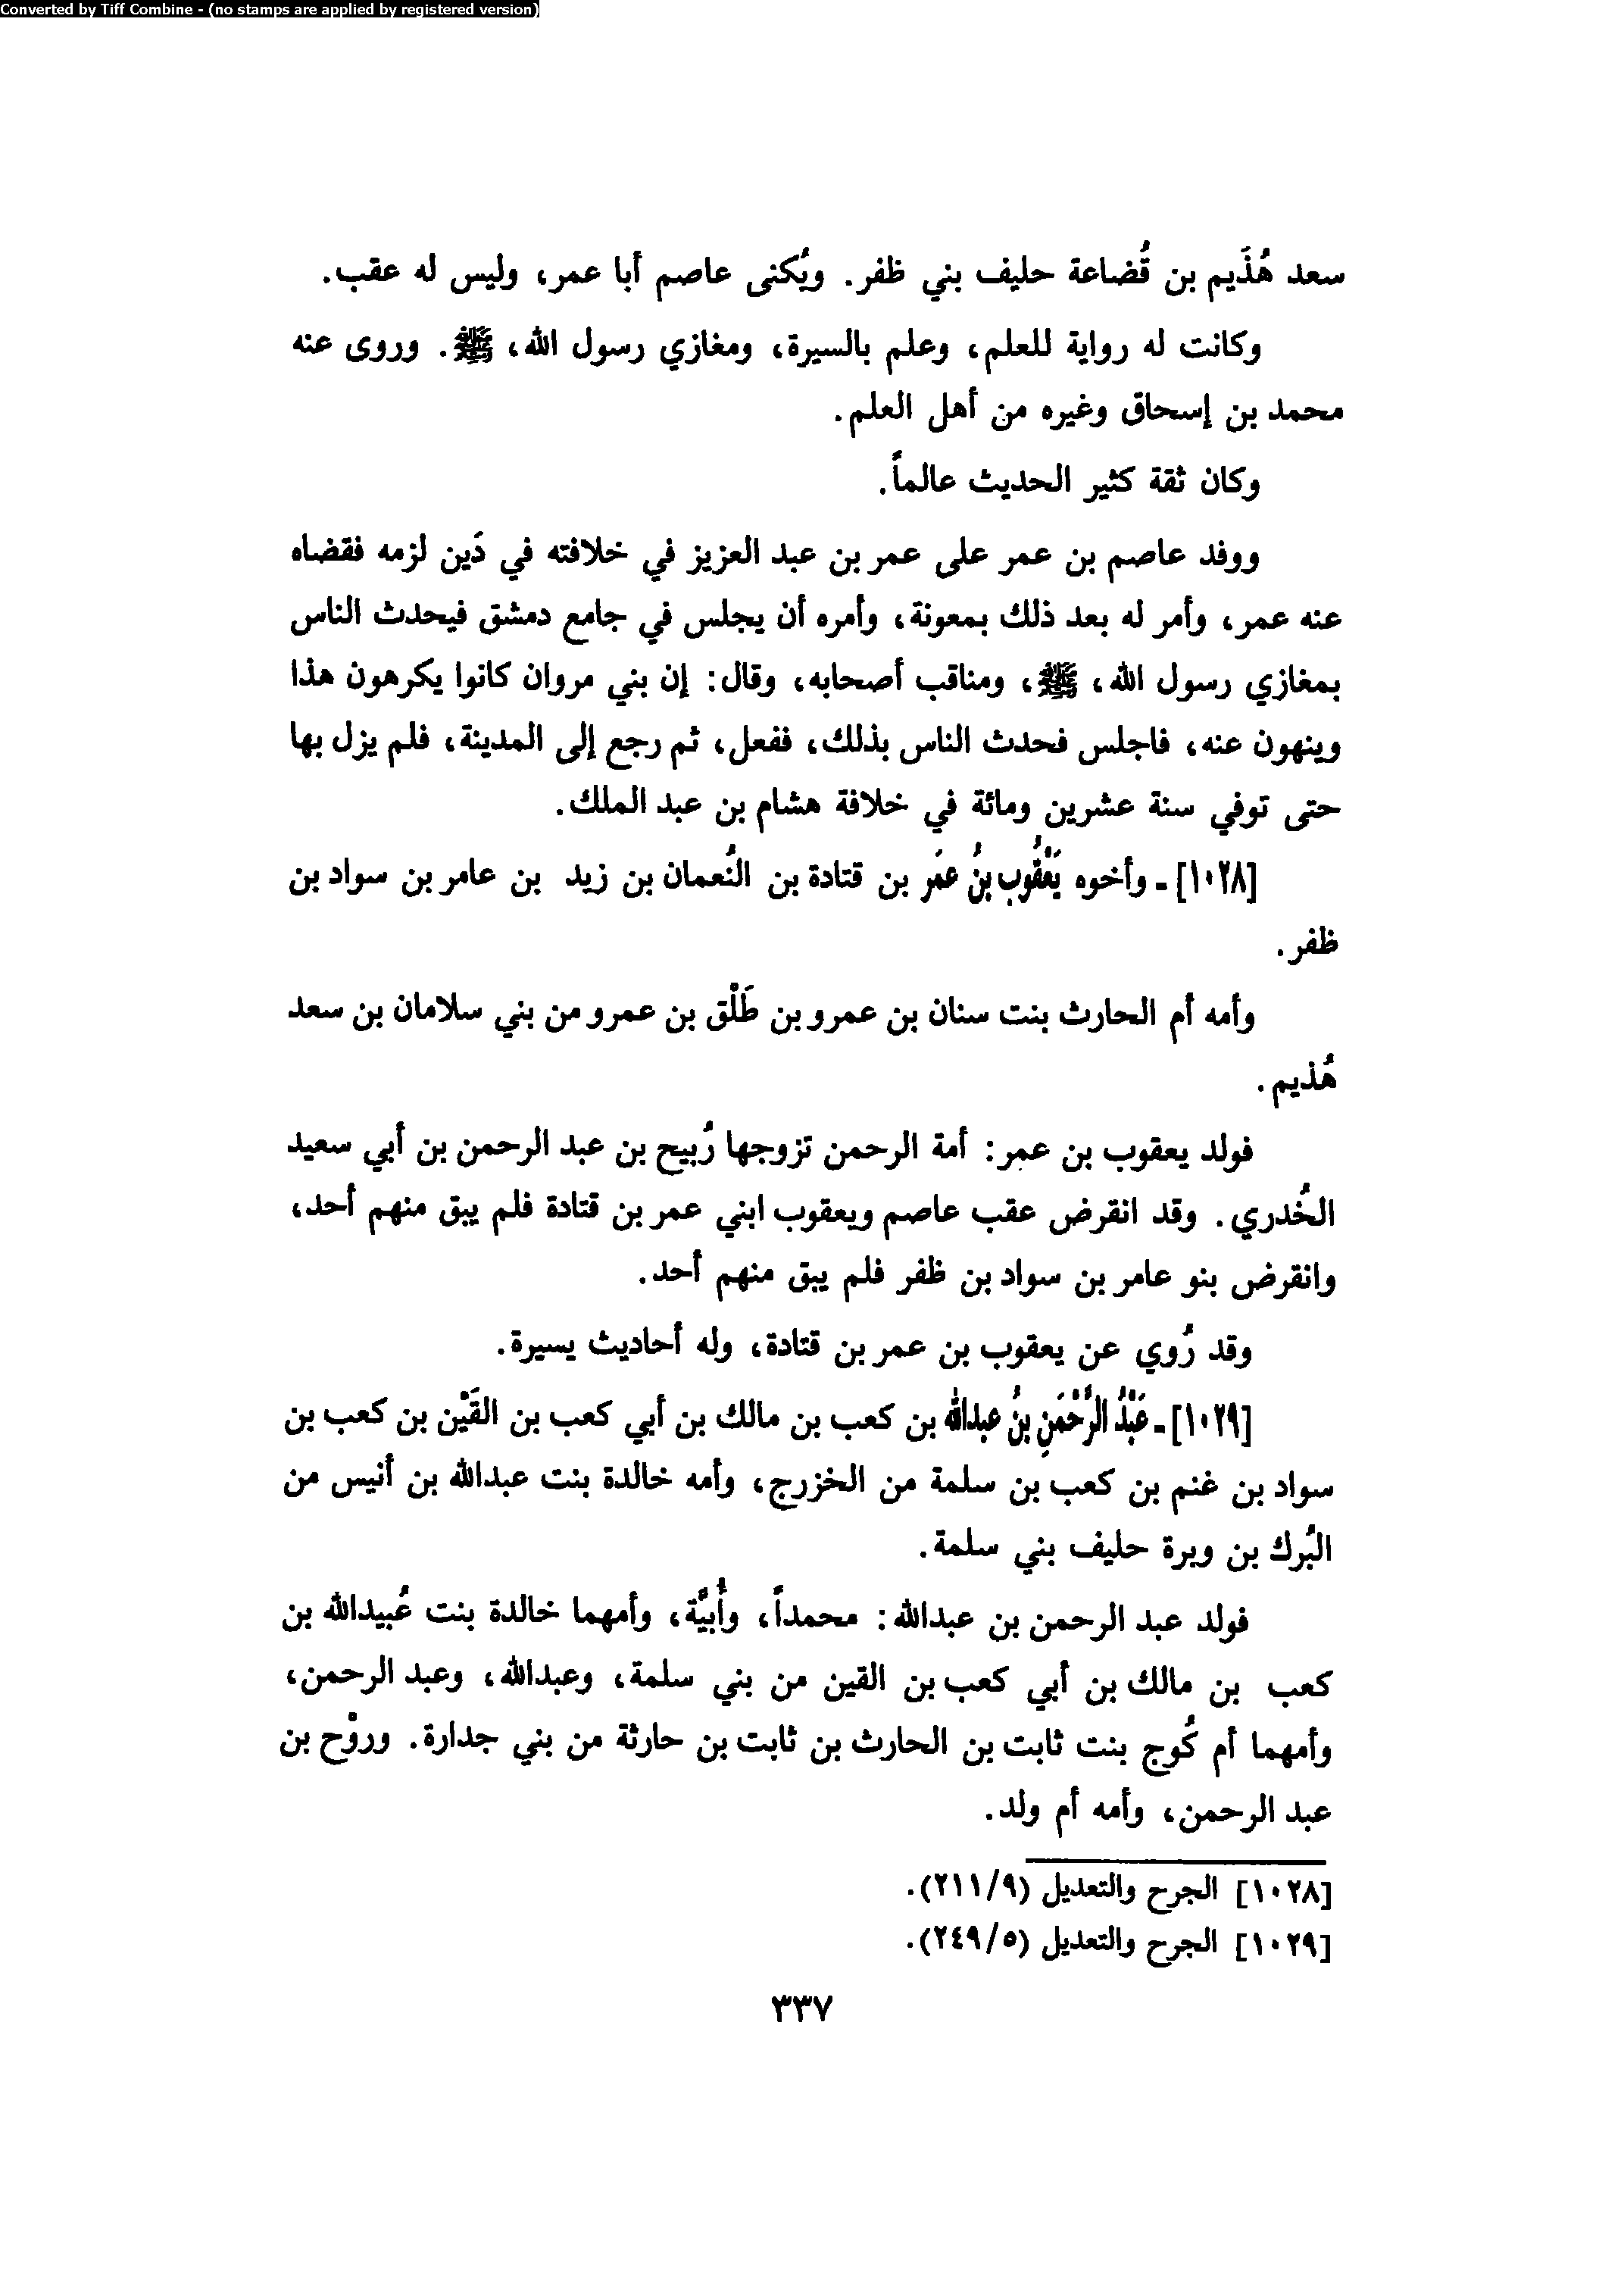 Converted by Tiff Combine - (no stamps are applied by registered version)
سعد هُذَيم بن قُضاعة حليف بني ظفر. ويُكنى عاصم أبا عمر، وليس له عقب.
وكانت له رواية للعلم، وعلم بالسيرة، ومغازي رسول الله، ﷺ. وروى عنه
محمد بن إسحاق وغيره من أهل العلم.
وكان ثقة كثير الحديث عالماً.
ووفد عاصم بن عمر على عمر بن عبد العزيز في خلافته في دَين لزمه فقضاه
عنه عمر، وأمر له بعد ذلك بمعونة، وأمره أن يجلس في جامع دمشق فيحدث الناس
بمغازي رسول الله، ﷺ، ومناقب أصحابه، وقال: إن بني مروان كانوا يكرهون هذا
وينهون عنه، فاجلس فحدث الناس بذلك، ففعل، ثم رجع إلى المدينة، فلم يزل بها
حتى توفي سنة عشرين ومائة في خلافة هشام بن عبد الملك.
[١٠٢٨] - وأخوه يَعْقُوب بنُ عمَر بن قتادة بن النُعمان بن زيد بن عامر بن سواد بن
ظفر.
وأمه أم الحارث بنت سنان بن عمرو بن طَلْق بن عمرو من بني سلامان بن سعد
هُذيم.
فولد يعقوب بن عمر: أمة الرحمن تزوجها رُبيح بن عبد الرحمن بن أبي سعيد
الخُدري. وقد انقرض عقب عاصم ويعقوب ابني عمر بن قتادة فلم يبق منهم أحد،
وانقرض بنو عامر بن سواد بن ظفر فلم يبق منهم أحد.
وقد رُوي عن يعقوب بن عمر بن قتادة، وله أحاديث يسيرة.
[١٠٢٩] - عَبْدُ الرَّحْمَنِ بنُ عبدالله بن كعب بن مالك بن أبي كعب بن القَيْن بن كعب بن
سواد بن غنم بن كعب بن سلمة من الخزرج، وأمه خالدة بنت عبدالله بن أنيس من
البُرك بن وبرة حليف بني سلمة.
فولد عبد الرحمن بن عبدالله: محمداً، وأُبيَّة، وأمهما خالدة بنت عُبيدالله بن
كعب بن مالك بن أبي كعب بن القين من بني سلمة، وعبدالله، وعبد الرحمن،
وأمهما أم كُوج بنت ثابت بن الحارث بن ثابت بن حارثة من بني جدارة. وروْح بن
عبد الرحمن، وأمه أم ولد.
[١٠٢٨] الجرح والتعديل (٢١١/٩).
[١٠٢٩] الجرح والتعديل (٢٤٩/٥).
٣٣٧